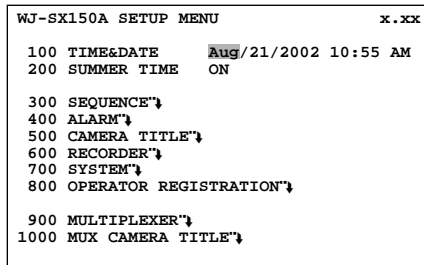 WJ-SX150A SETUP MENU x.xx
100 TIME&DATE Aug/21/2002 10:55 AM
200 SUMMER TIME ON
300 SEQUENCE
400 ALARM
500 CAMERA TITLE
600 RECORDER
700 SYSTEM
800 OPERATOR REGISTRATION
900 MULTIPLEXER
1000 MUX CAMERA TITLE